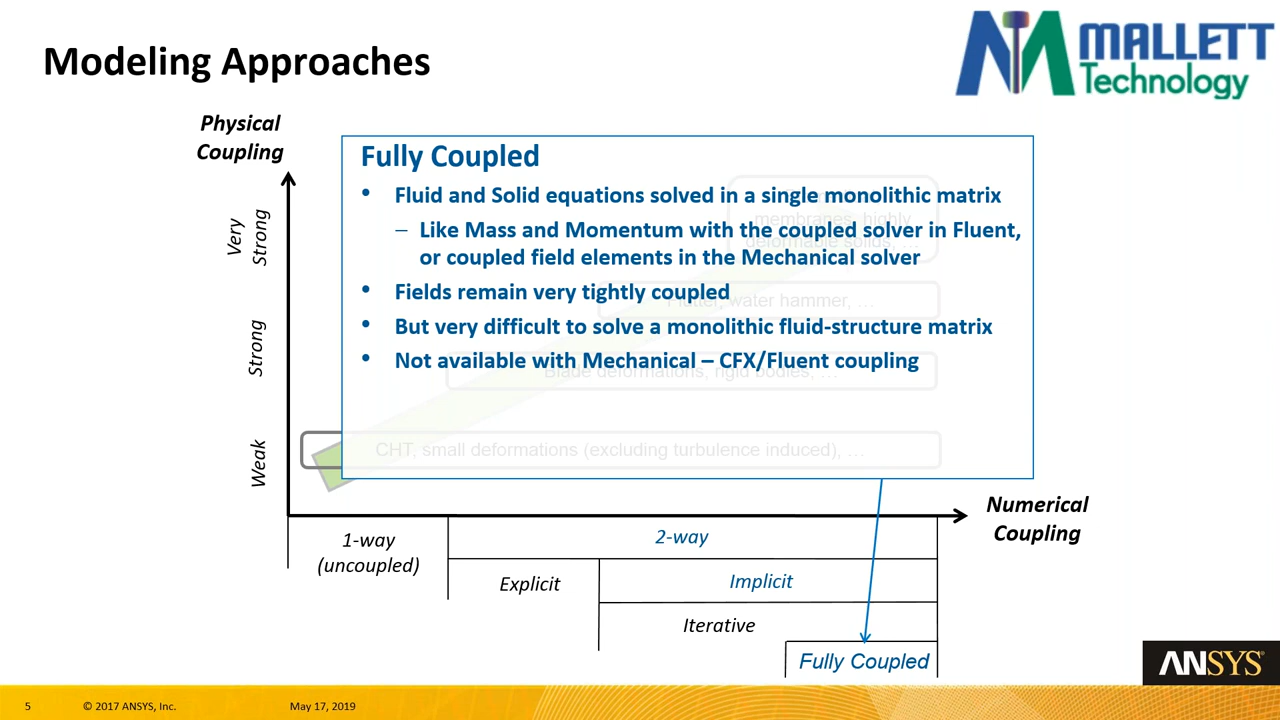 Modeling Approaches
MALLETT
Technology
Physical
Coupling
Very
Strong
Strong
Weak
Fully Coupled
• Fluid and Solid equations solved in a single monolithic matrix
– Like Mass and Momentum with the coupled solver in Fluent,
or coupled field elements in the Mechanical solver
• Fields remain very tightly coupled
• But very difficult to solve a monolithic fluid-structure matrix
• Not available with Mechanical – CFX/Fluent coupling
membranes, highly
deformable solids, …
Flutter, water hammer, …
Blade deformations, rigid bodies, …
CHT, small deformations (excluding turbulence induced), …
Numerical
Coupling
1-way
(uncoupled)
2-way
Explicit
Implicit
Iterative
Fully Coupled
ANSYS
5 © 2017 ANSYS, Inc. May 17, 2019